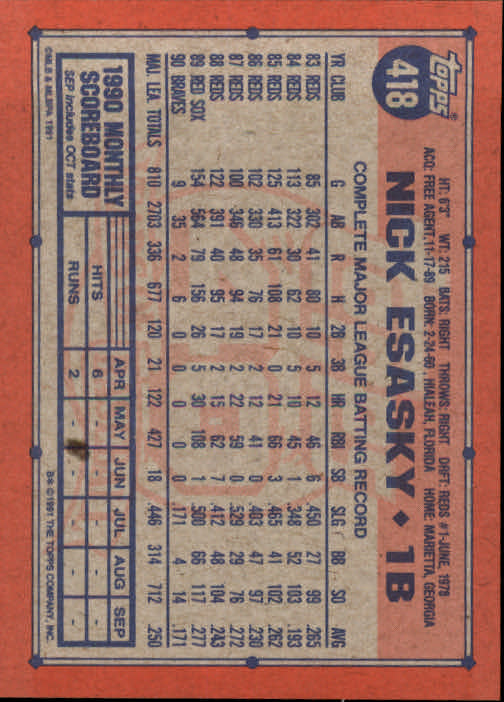 TOPPS®
418
HT: 6'3" WT: 215 BATS: RIGHT THROWS: RIGHT DRFT: REDS #1-JUNE, 1978
ACQ: FREE AGENT, 11-17-89 BORN: 2-24-60 HIALEAH, FLORIDA HOME: MARIETTA, GEORGIA
NICK ESASKY ♦ 1B
COMPLETE MAJOR LEAGUE BATTING RECORD
YR CLUB G AB R H 2B 3B HR RBI SB SLG BB SO AVG
83 REDS 85 302 41 80 10 5 12 46 6 .450 27 99 .265
84 REDS 113 322 30 62 10 5 10 45 1 .348 52 103 .193
85 REDS 125 413 61 108 21 0 21 66 3 .465 41 102 .262
86 REDS 102 330 35 76 17 2 12 41 0 .403 47 97 .230
87 REDS 100 346 48 94 19 2 22 59 0 .529 29 76 .272
88 REDS 122 391 40 95 17 2 15 62 7 .412 48 104 .243
89 RED SOX 154 564 79 156 26 5 30 108 1 .500 66 117 .277
90 BRAVES 9 35 2 6 0 0 0 0 0 .171 4 14 .171
MAJ. LEA. TOTALS 810 2703 336 677 120 21 122 427 18 .446 314 712 .250
1990 MONTHLY
SCOREBOARD
SEP includes OCT stats
APR MAY JUN JUL AUG SEP
HITS 6 - - - - -
RUNS 2 - - - - -
©MLB & MLBPA 1991
B* ©1991 THE TOPPS COMPANY, INC.